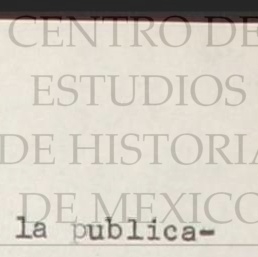 CENTRO DE
ESTUDIOS
DE HISTORIA
DE MEXICO
la publica-